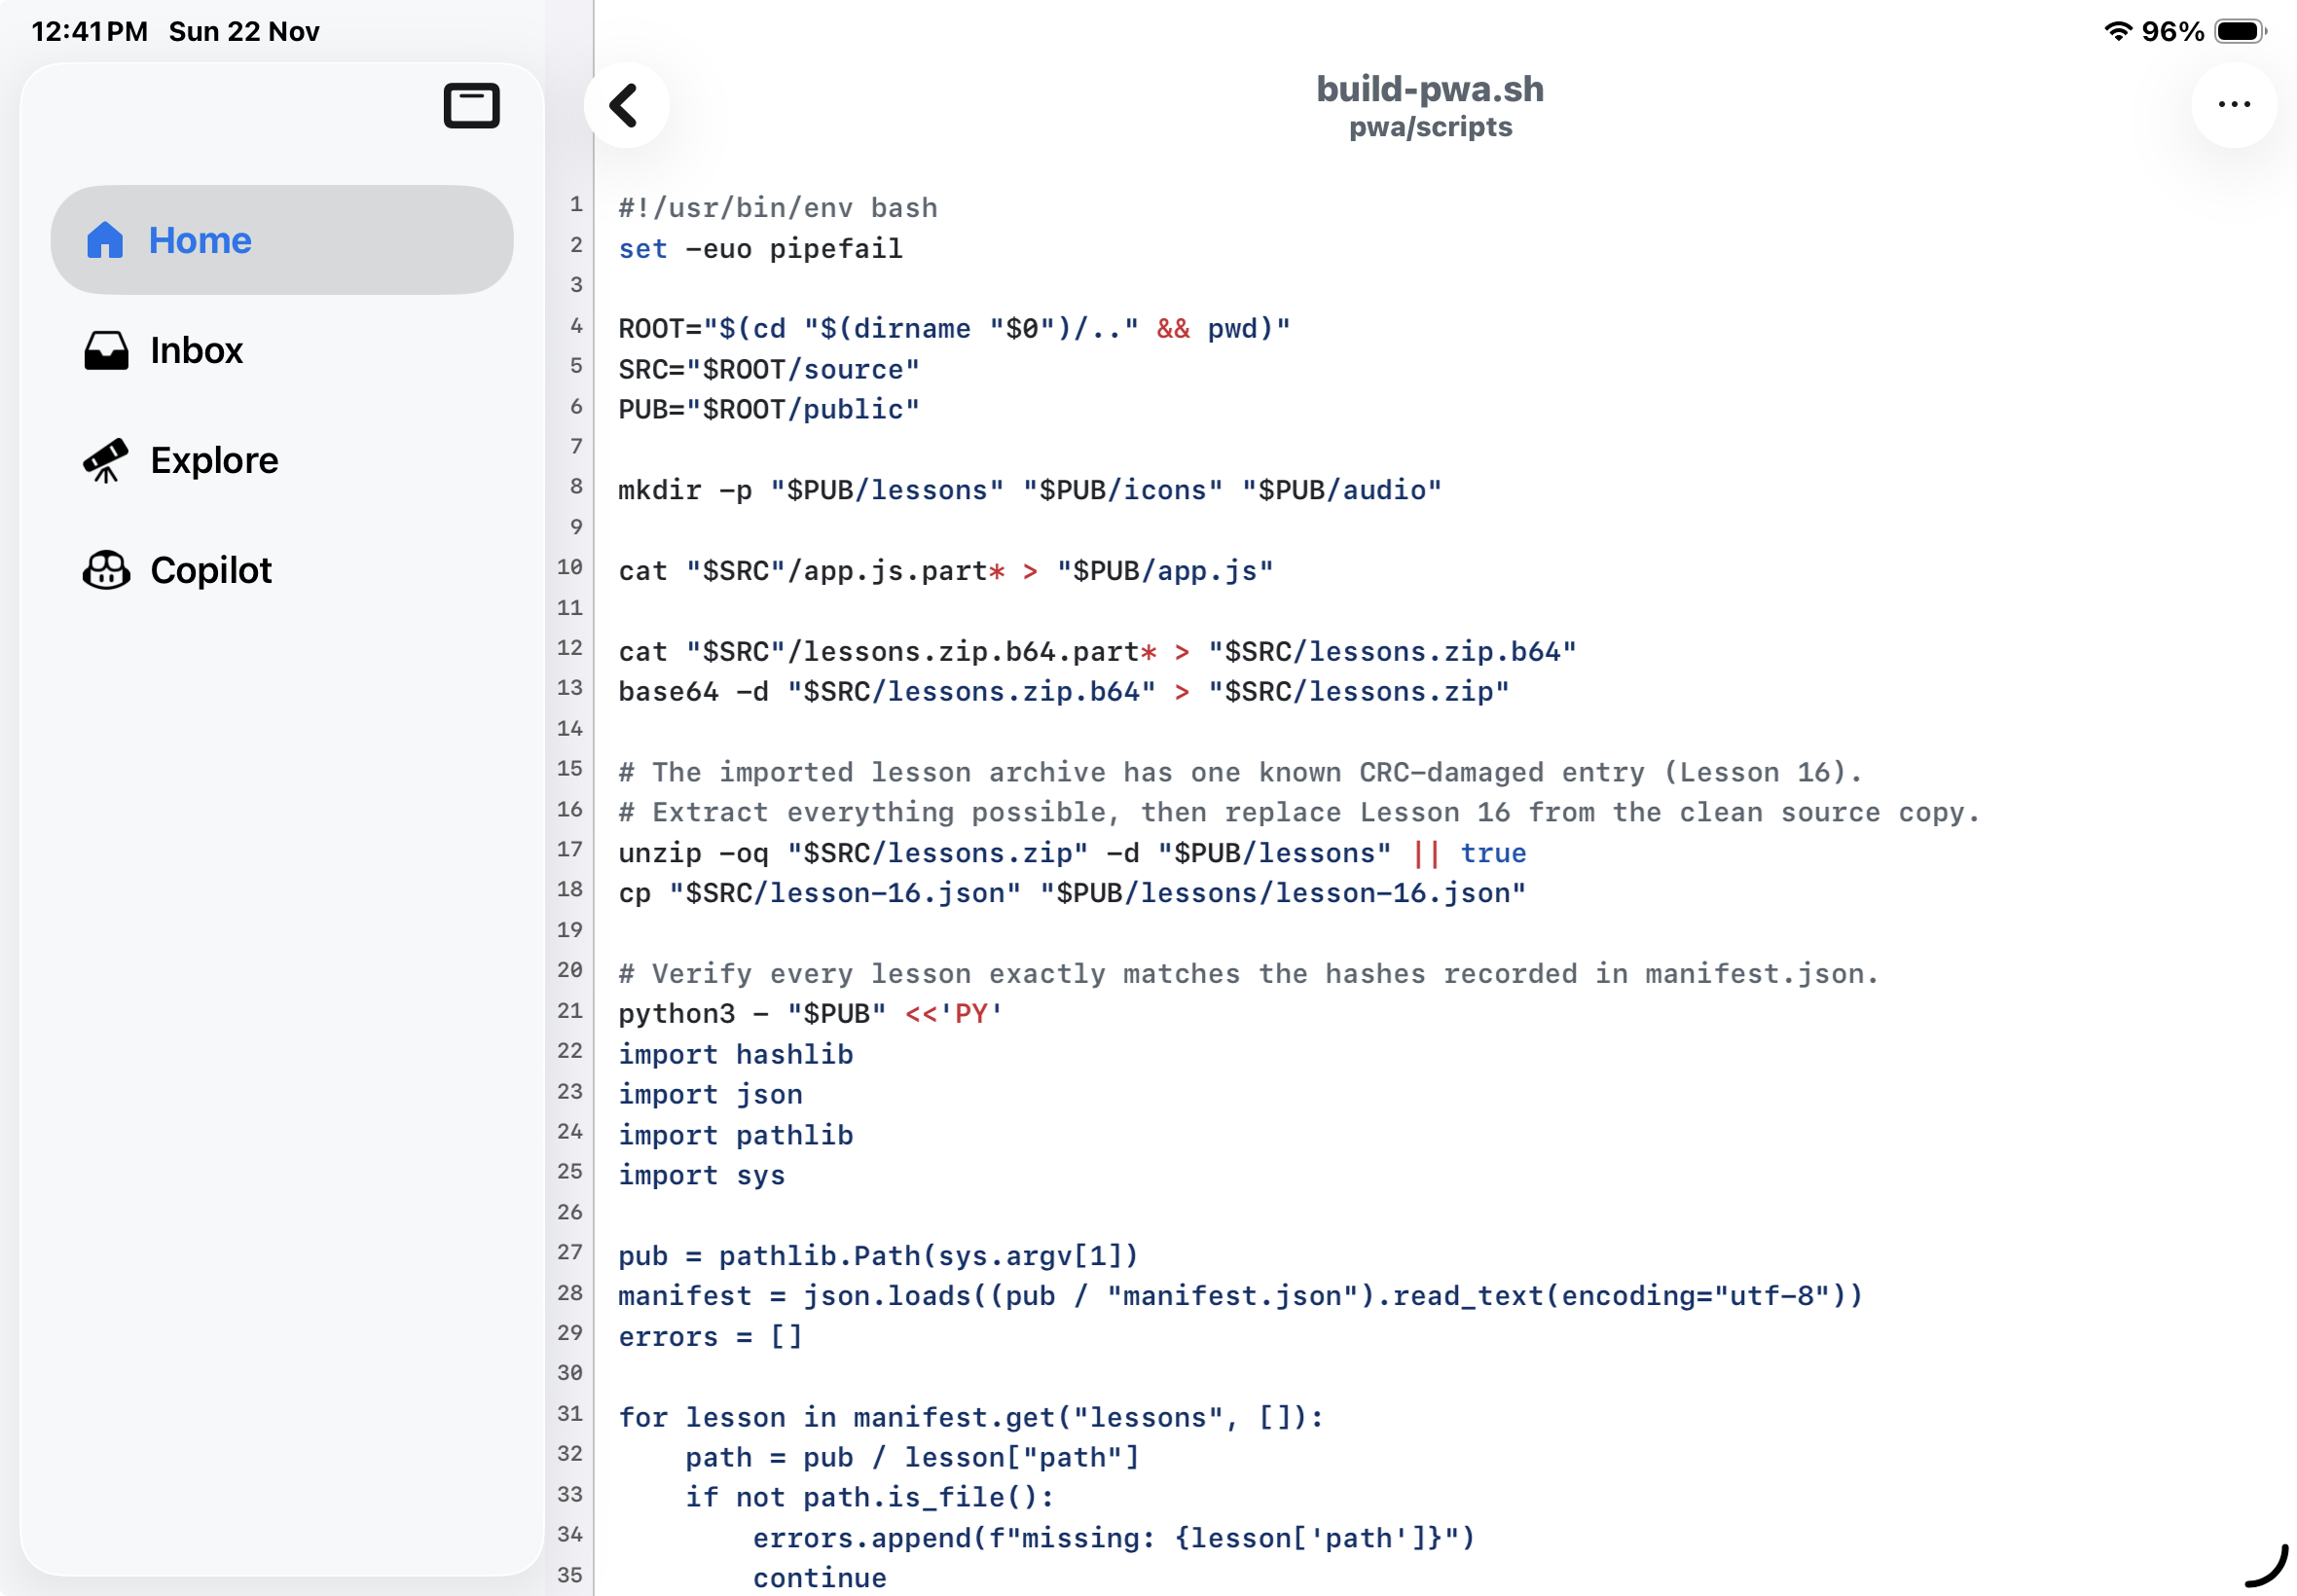 12:41 PM Sun 22 Nov
96%
Home
Inbox
Explore
Copilot
build-pwa.sh
pwa/scripts
1 #!/usr/bin/env bash
2 set -euo pipefail
3
4 ROOT="$(cd "$(dirname "$0")/.." && pwd)"
5 SRC="$ROOT/source"
6 PUB="$ROOT/public"
7
8 mkdir -p "$PUB/lessons" "$PUB/icons" "$PUB/audio"
9
10 cat "$SRC"/app.js.part* > "$PUB/app.js"
11
12 cat "$SRC"/lessons.zip.b64.part* > "$SRC/lessons.zip.b64"
13 base64 -d "$SRC/lessons.zip.b64" > "$SRC/lessons.zip"
14
15 # The imported lesson archive has one known CRC-damaged entry (Lesson 16).
16 # Extract everything possible, then replace Lesson 16 from the clean source copy.
17 unzip -oq "$SRC/lessons.zip" -d "$PUB/lessons" || true
18 cp "$SRC/lesson-16.json" "$PUB/lessons/lesson-16.json"
19
20 # Verify every lesson exactly matches the hashes recorded in manifest.json.
21 python3 - "$PUB" <<'PY'
22 import hashlib
23 import json
24 import pathlib
25 import sys
26
27 pub = pathlib.Path(sys.argv[1])
28 manifest = json.loads((pub / "manifest.json").read_text(encoding="utf-8"))
29 errors = []
30
31 for lesson in manifest.get("lessons", []):
32     path = pub / lesson["path"]
33     if not path.is_file():
34         errors.append(f"missing: {lesson['path']}")
35         continue